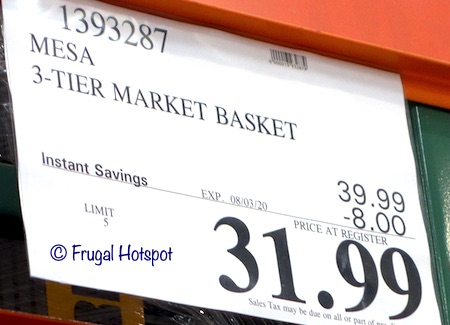 1393287
MESA
3-TIER MARKET BASKET
Instant Savings
EXP. 08/03/20
39.99
-8.00
LIMIT
5
PRICE AT REGISTER
31.99
© Frugal Hotspot
Sales Tax may be due on all or part of